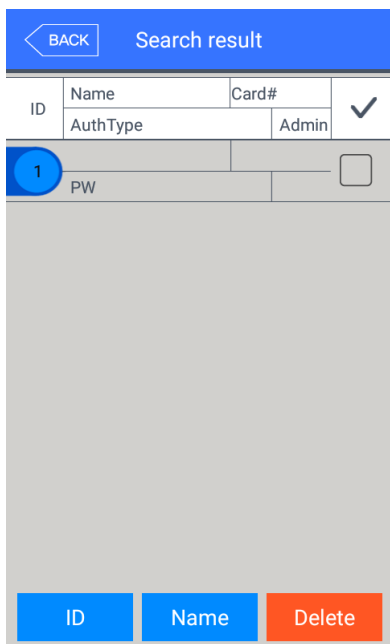 BACK Search result
ID Name Card#
AuthType Admin
1
PW
ID Name Delete